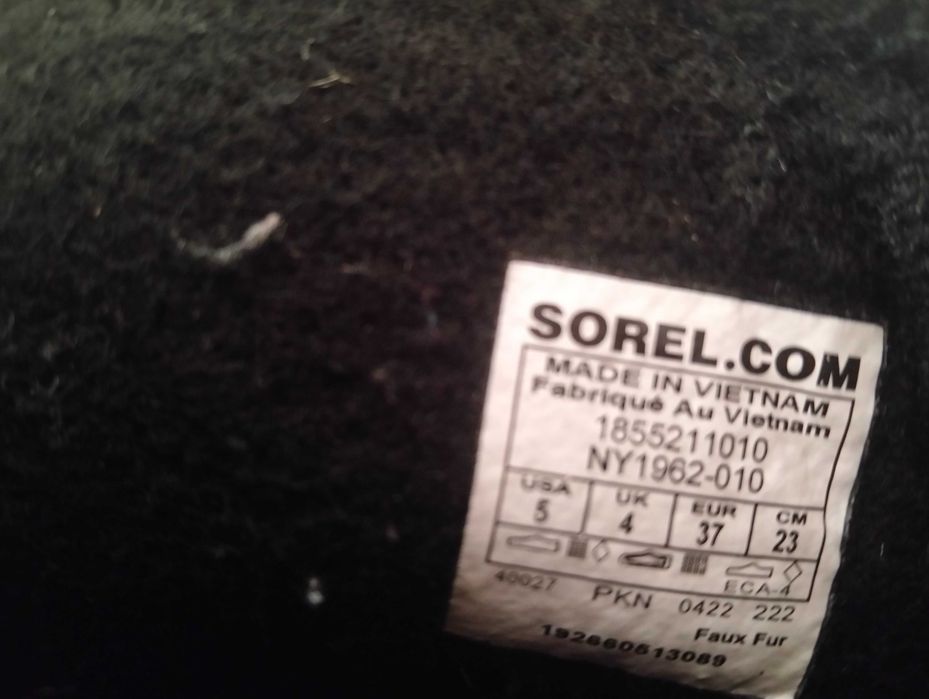 SOREL.COM
MADE IN VIETNAM
Fabriqué Au Vietnam
1855211010
NY1962-010
USA UK EUR CM
5 4 37 23
ECA-4
40027 PKN 0422 222
Faux Fur
192660513089